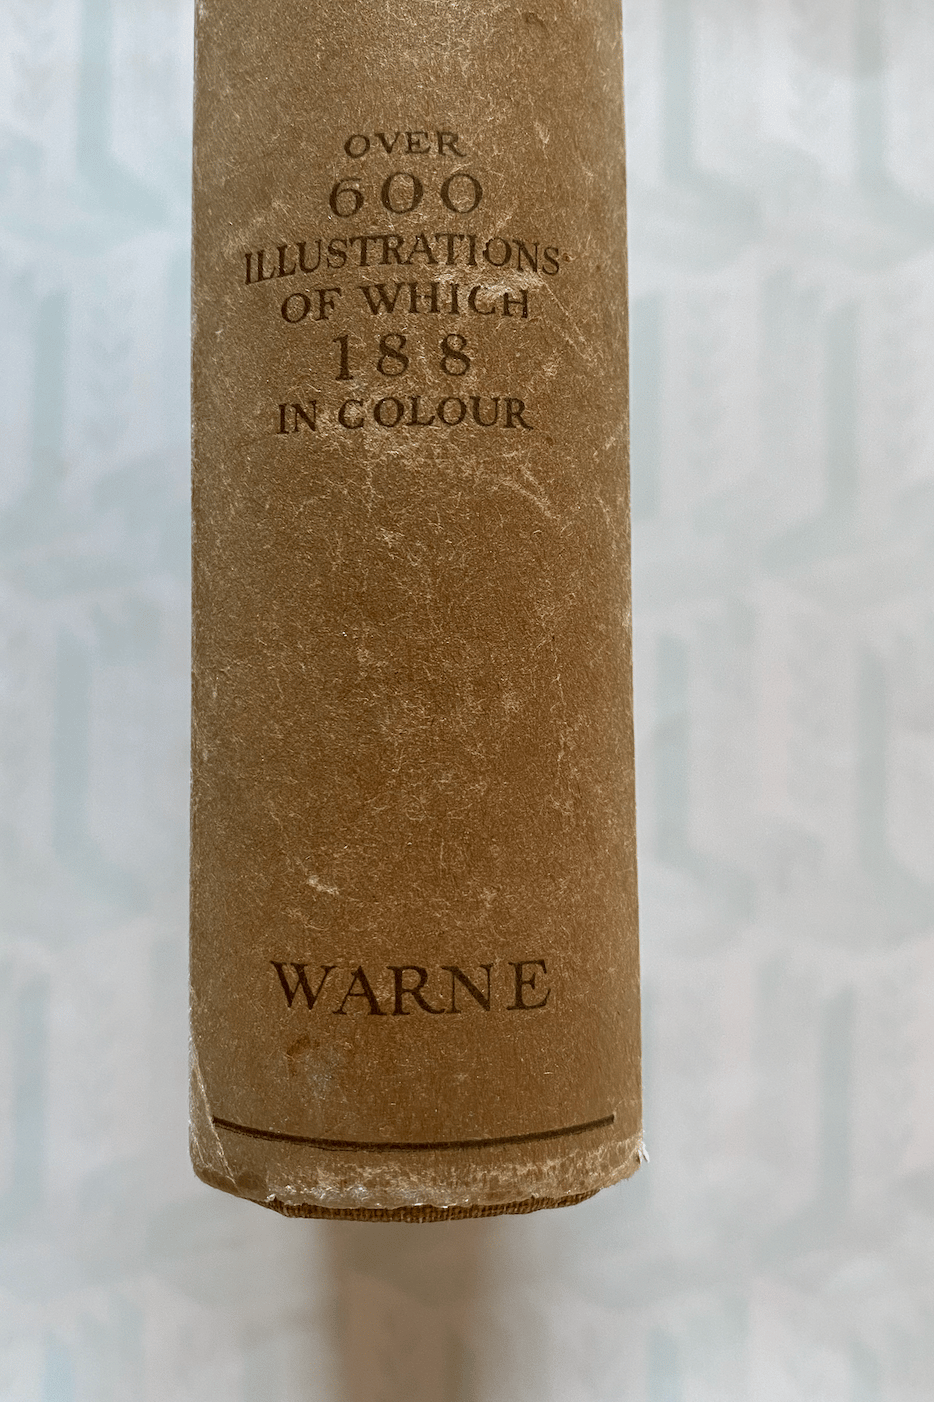 OVER
600
ILLUSTRATIONS
OF WHICH
188
IN COLOUR
WARNE